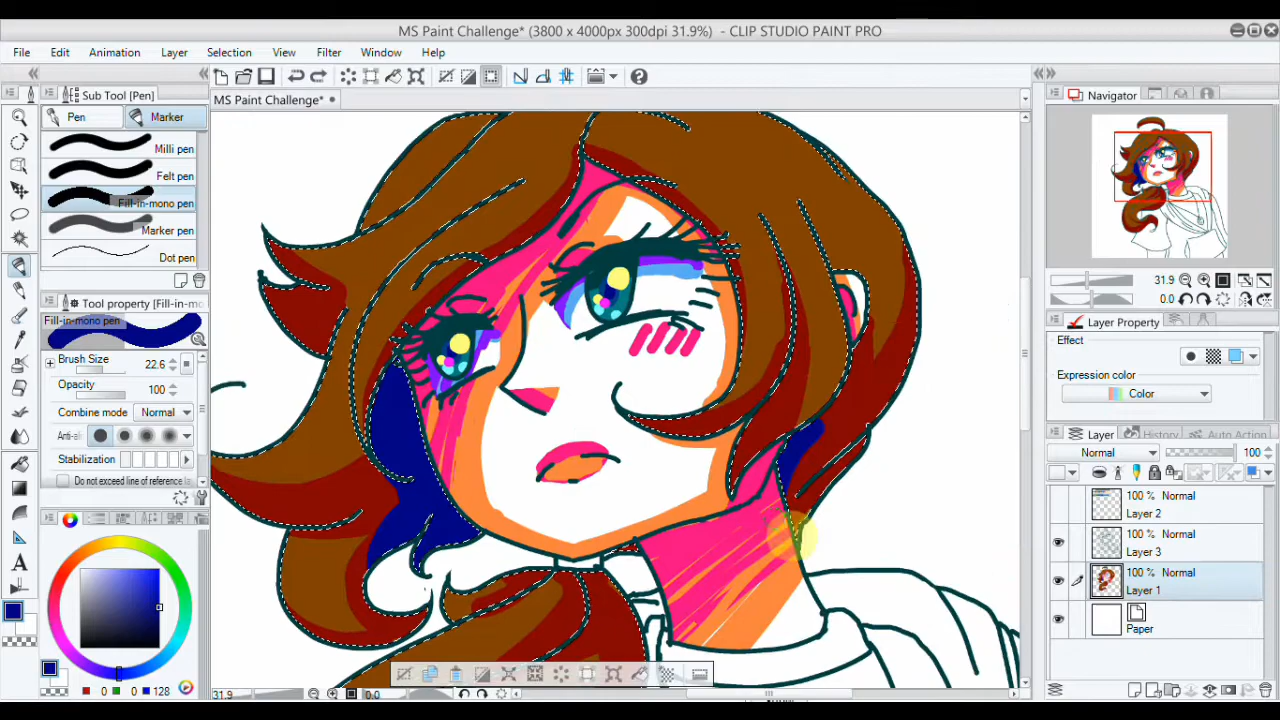 MS Paint Challenge* (3800 x 4000px 300dpi 31.9%) - CLIP STUDIO PAINT PRO
File Edit Animation Layer Selection View Filter Window Help
Sub Tool [Pen]
MS Paint Challenge*
Navigator
Pen Marker
Milli pen
Felt pen
Fill-in-mono pen
Marker pen
Dot pen
Tool property [Fill-in-mo
Fill-in-mono pen
Brush Size 22.6
Opacity 100
Combine mode Normal
Anti-ali
Stabilization
Do not exceed line of reference la
0 0 128
31.9 0.0
31.9
0.0
Layer Property
Effect
Expression color
Color
Layer History Auto Action
Normal 100
100 % Normal
Layer 2
100 % Normal
Layer 3
100 % Normal
Layer 1
Paper